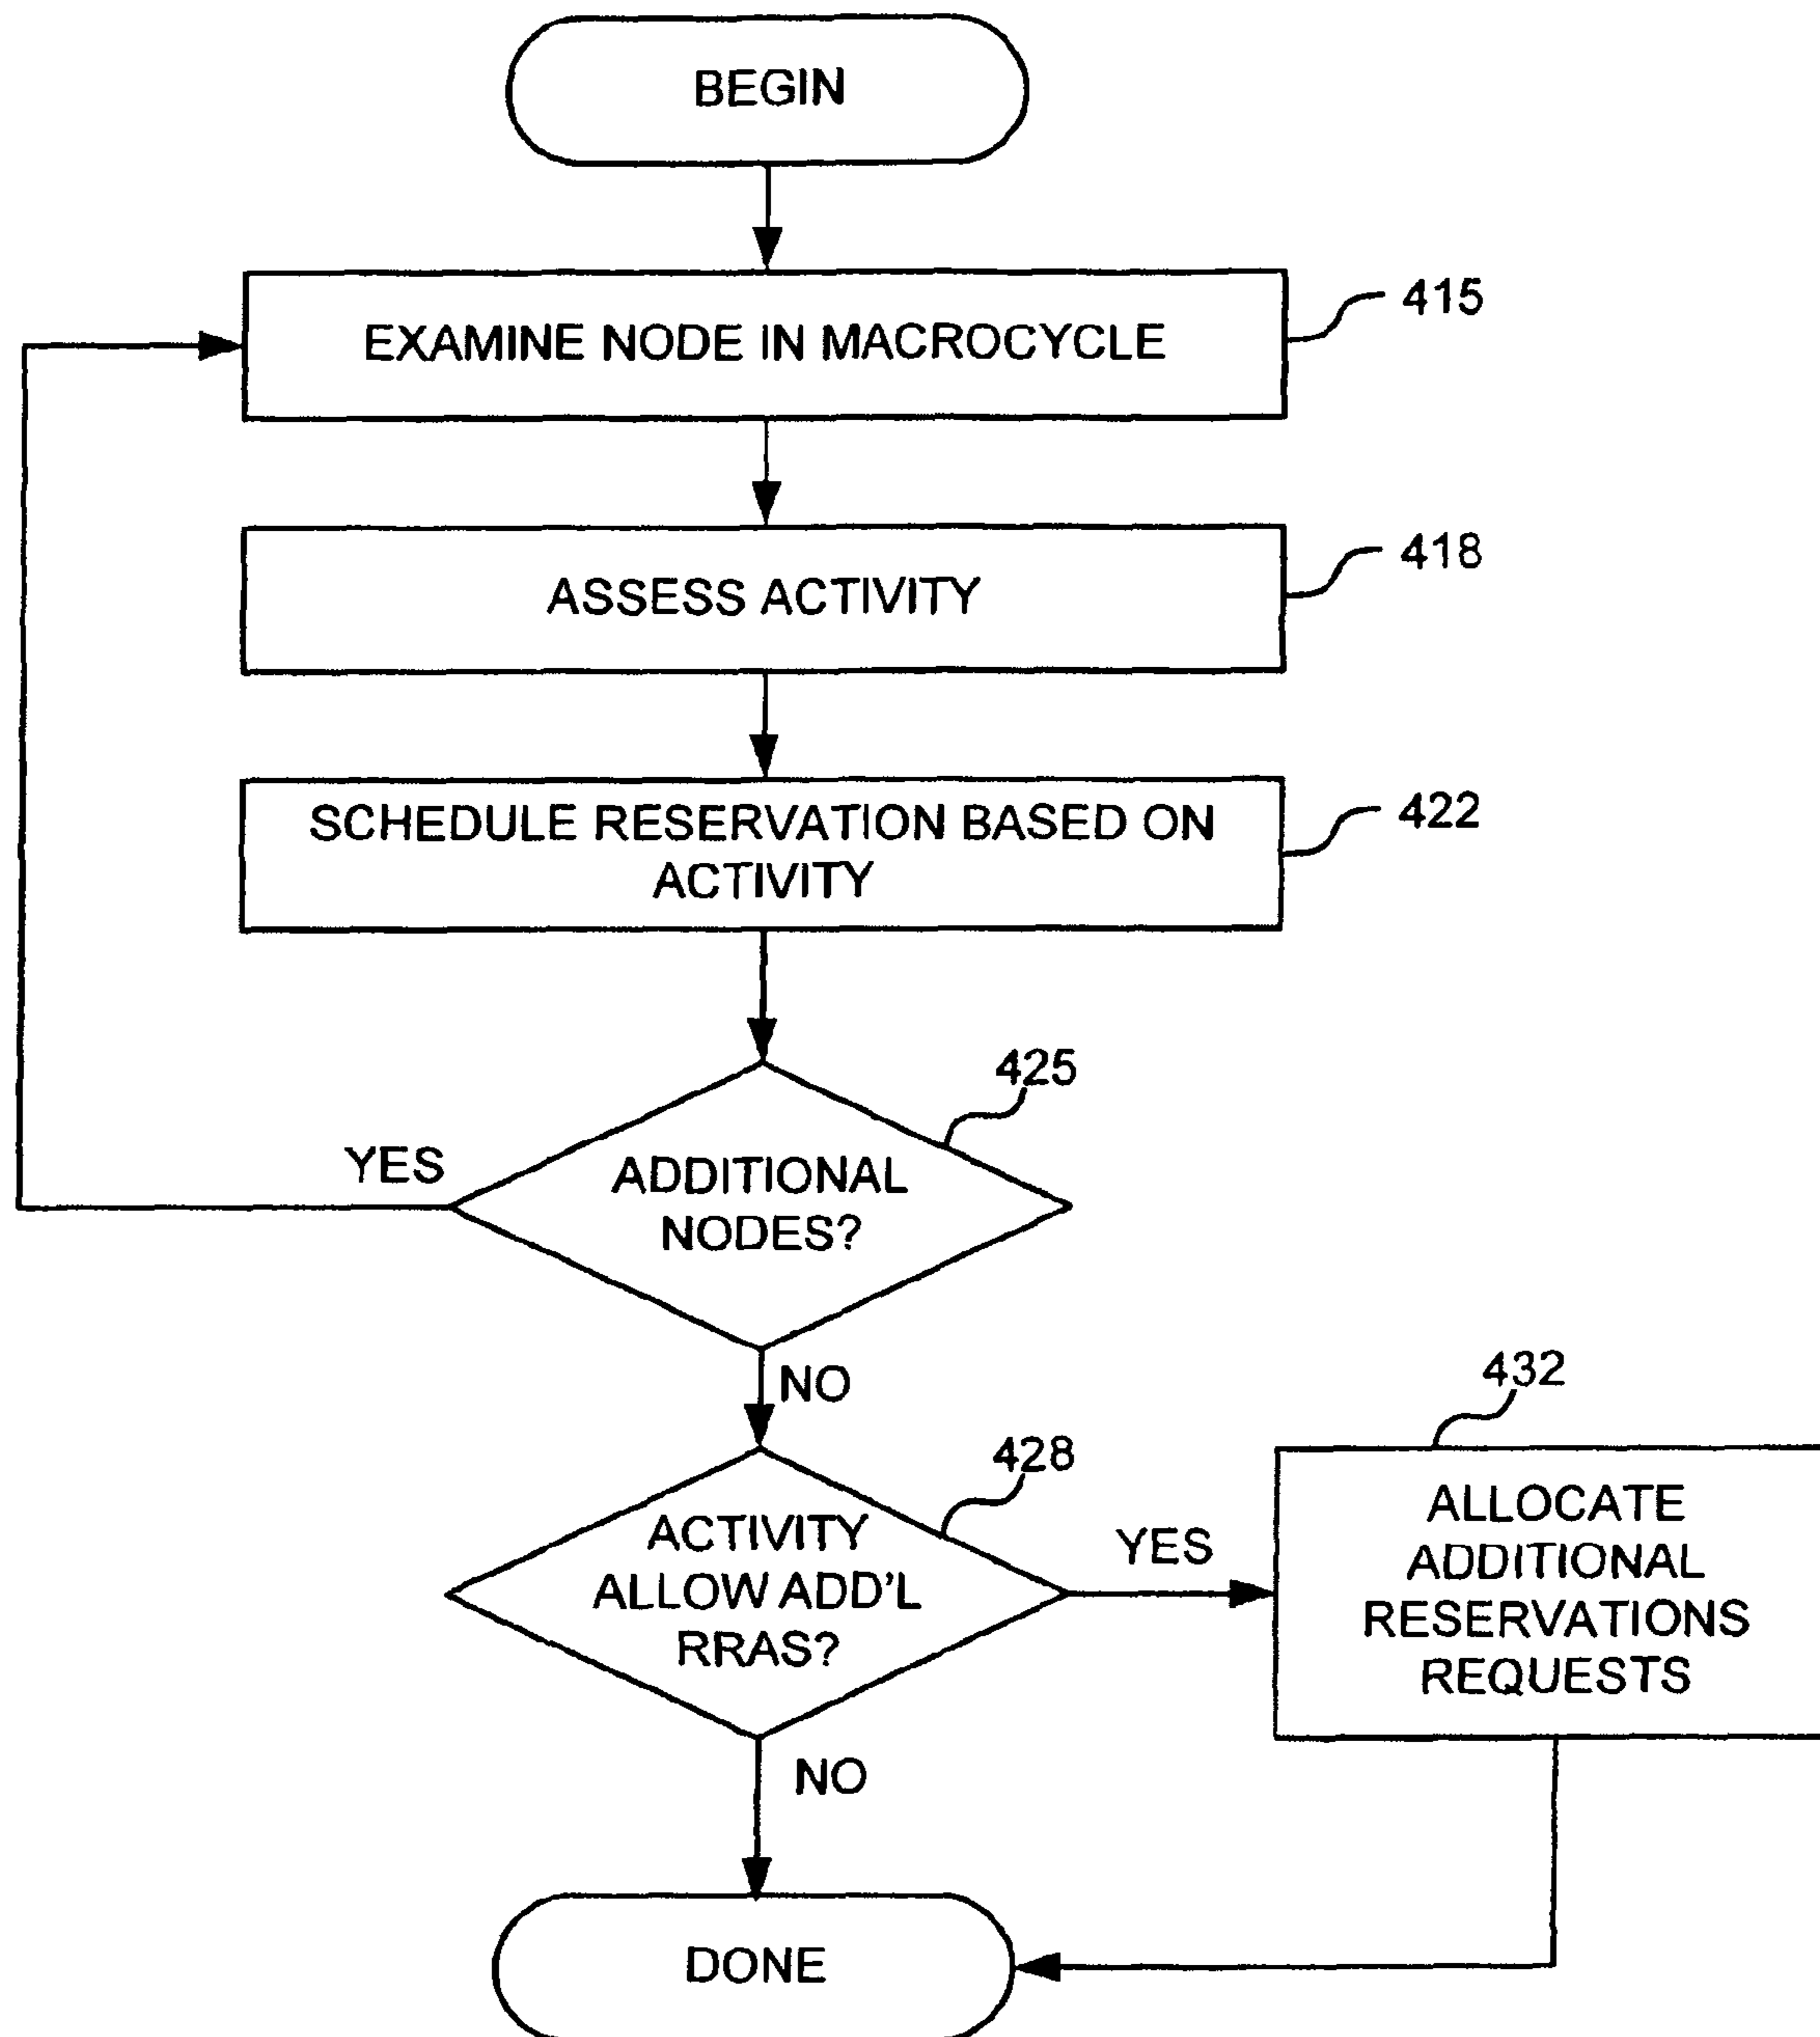 BEGIN
EXAMINE NODE IN MACROCYCLE
415
ASSESS ACTIVITY
418
SCHEDULE RESERVATION BASED ON
ACTIVITY
422
425
YES
ADDITIONAL
NODES?
NO
432
428
ACTIVITY
ALLOW ADD'L
RRAS?
YES
ALLOCATE
ADDITIONAL
RESERVATIONS
REQUESTS
NO
DONE